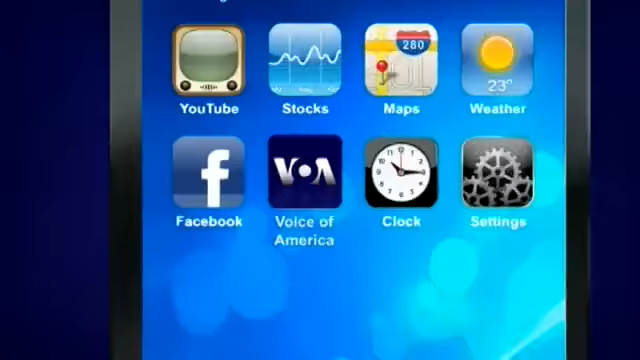 280
23°
YouTube Stocks Maps Weather
f VOA
Facebook Voice of America Clock Settings